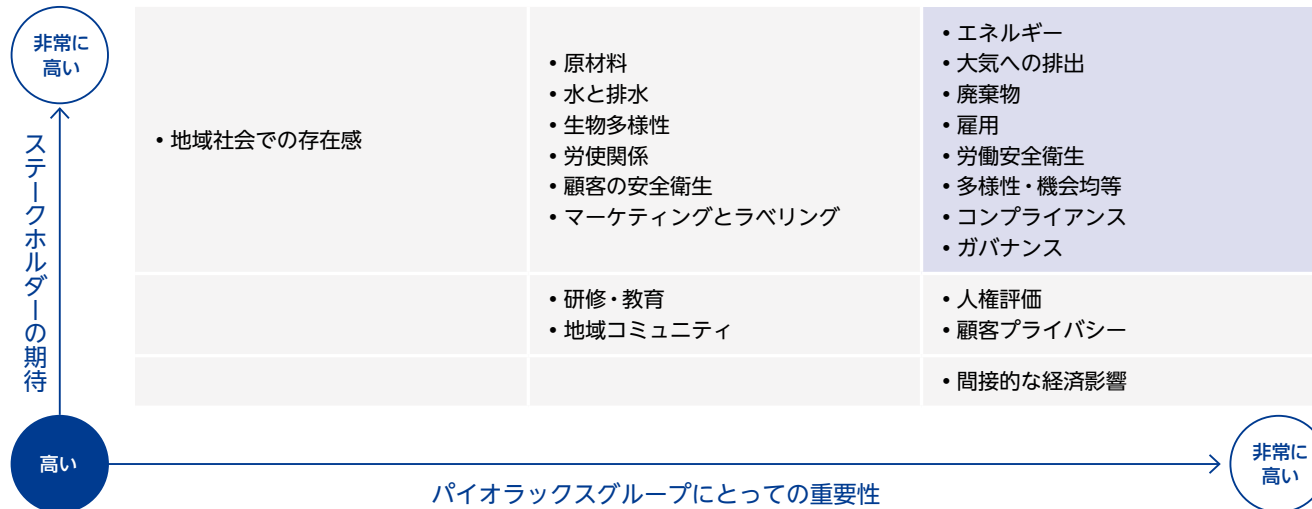 非常に
高い
ステークホルダーの期待
•地域社会での存在感
•原材料
•水と排水
•生物多様性
•労使関係
•顧客の安全衛生
•マーケティングとラベリング
•エネルギー
•大気への排出
•廃棄物
•雇用
•労働安全衛生
•多様性・機会均等
•コンプライアンス
•ガバナンス
•研修・教育
•地域コミュニティ
•人権評価
•顧客プライバシー
•間接的な経済影響
高い
パイオラックスグループにとっての重要性
非常に
高い